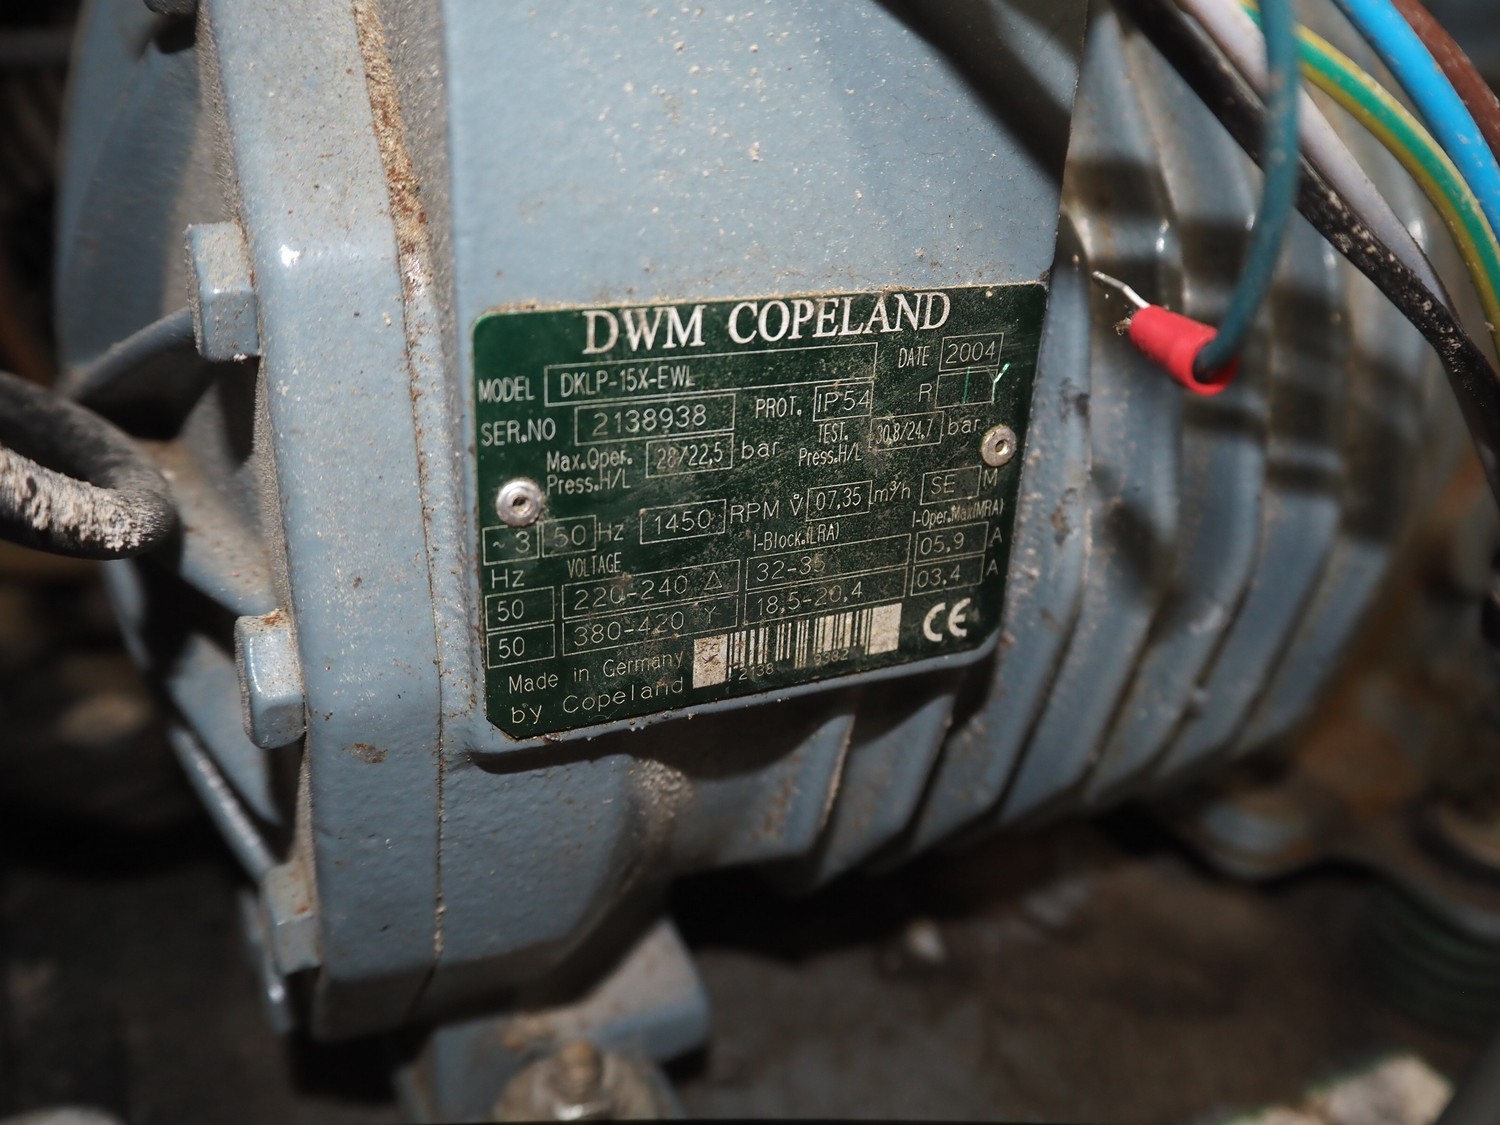 DWM COPELAND
MODEL DKLP-15X-EWL DATE 2004
SER.NO 2138938 PROT. IP54 R Y
Max.Oper. Press.H/L 28/22.5 bar TEST. Press.H/L 30,8/24,7 bar
~ 3 50 Hz 1450 RPM V̊ 07,35 m³/h SE M
Hz VOLTAGE I-Block.(LRA) I-Oper.Max(MRA)
50 220-240 Δ 32-35 05.9 A
50 380-420 Y 18,5-20,4 03.4 A
Made in Germany
by Copeland
2138
CE